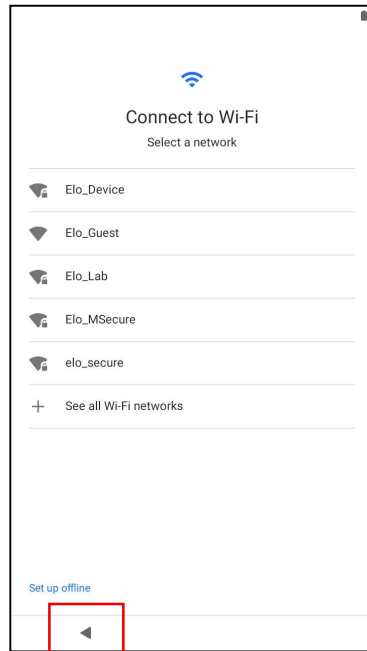 Connect to Wi-Fi
Select a network
Elo_Device
Elo_Guest
Elo_Lab
Elo_MSecure
elo_secure
See all Wi-Fi networks
Set up offline